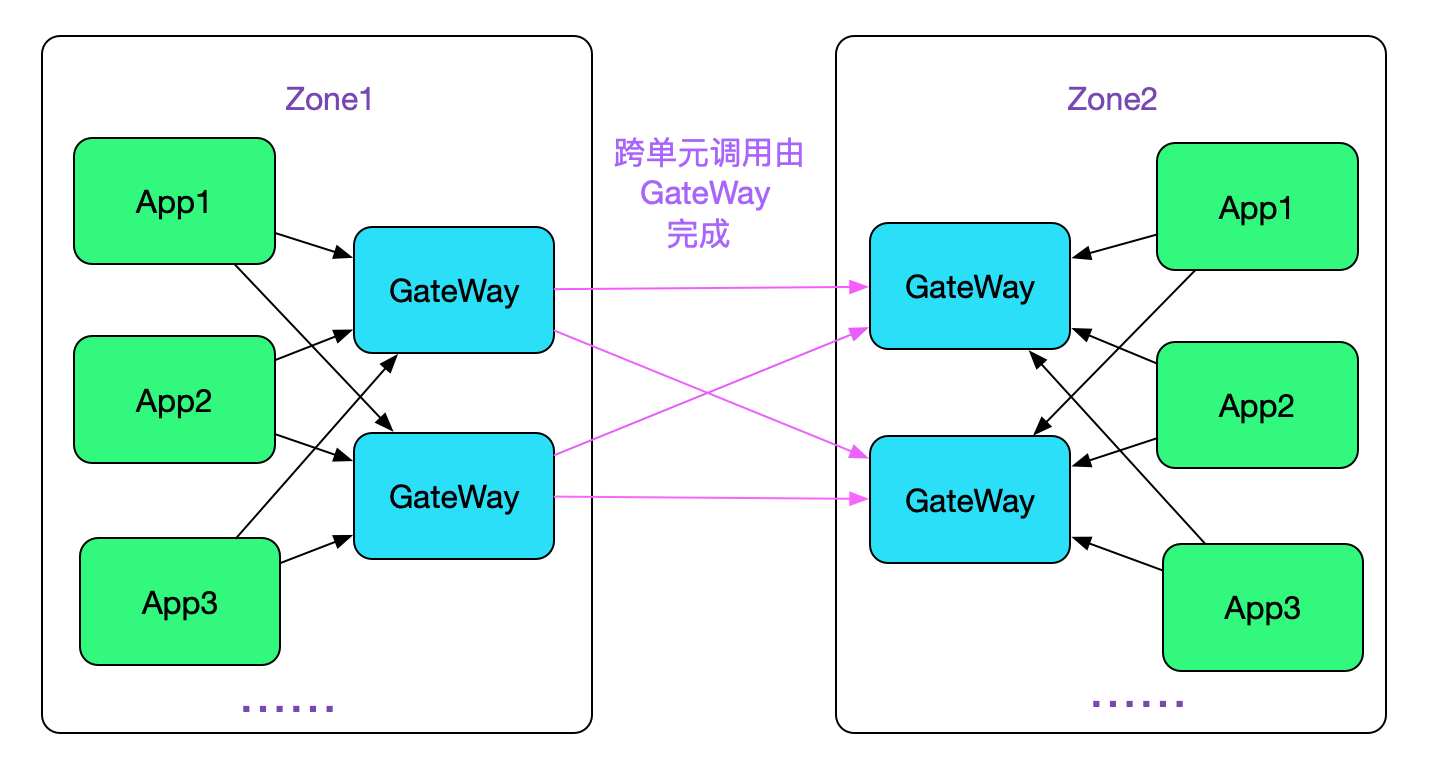 Zone1
App1
App2
App3
GateWay
GateWay
......
跨单元调用由
GateWay
完成
Zone2
GateWay
GateWay
App1
App2
App3
......